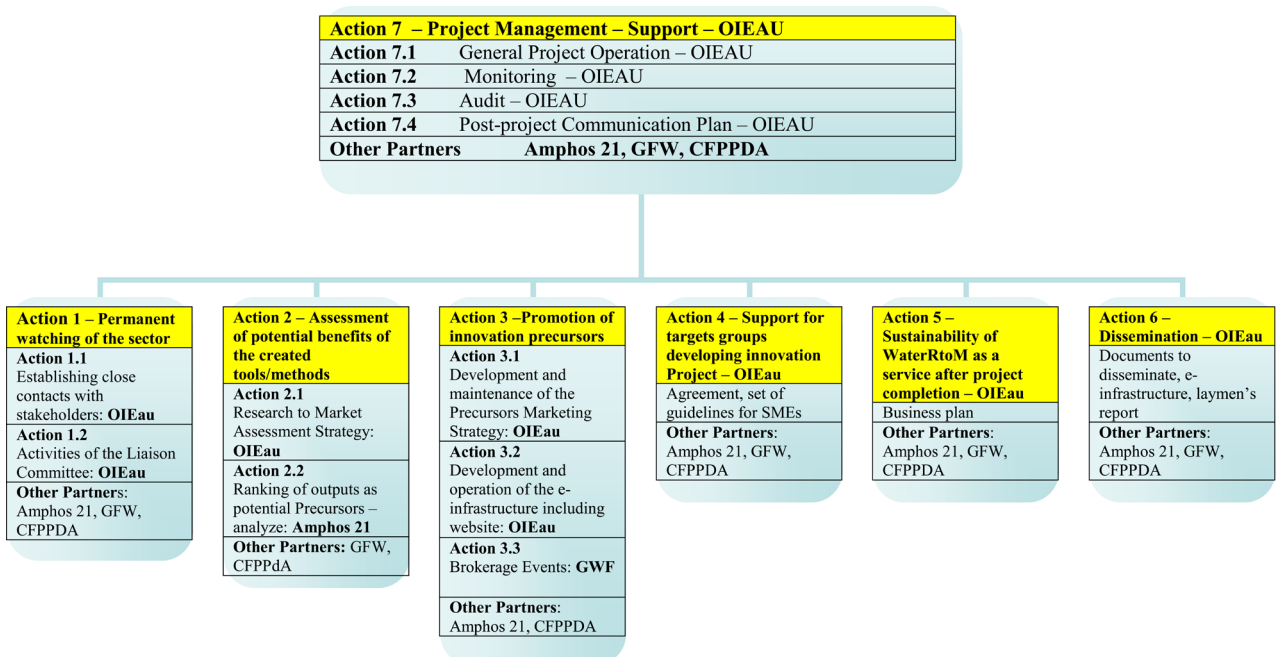 Action 7 – Project Management – Support – OIEAU
Action 7.1 General Project Operation – OIEAU
Action 7.2 Monitoring – OIEAU
Action 7.3 Audit – OIEAU
Action 7.4 Post-project Communication Plan – OIEAU
Other Partners Amphos 21, GFW, CFPPDA
Action 1 – Permanent
watching of the sector
Action 1.1
Establishing close
contacts with
stakeholders: OIEau
Action 1.2
Activities of the Liaison
Committee: OIEau
Other Partners:
Amphos 21, GFW,
CFPPDA
Action 2 – Assessment
of potential benefits of
the created
tools/methods
Action 2.1
Research to Market
Assessment Strategy:
OIEau
Action 2.2
Ranking of outputs as
potential Precursors –
analyze: Amphos 21
Other Partners: GFW,
CFPPdA
Action 3 –Promotion of
innovation precursors
Action 3.1
Development and
maintenance of the
Precursors Marketing
Strategy: OIEau
Action 3.2
Development and
operation of the e-
infrastructure including
website: OIEau
Action 3.3
Brokerage Events: GWF
Other Partners:
Amphos 21, CFPPDA
Action 4 – Support for
targets groups
developing innovation
Project – OIEau
Agreement, set of
guidelines for SMEs
Other Partners:
Amphos 21, GFW,
CFPPDA
Action 5 –
Sustainability of
WaterRtoM as a
service after project
completion – OIEau
Business plan
Other Partners:
Amphos 21, GFW,
CFPPDA
Action 6 –
Dissemination – OIEau
Documents to
disseminate, e-
infrastructure, laymen's
report
Other Partners:
Amphos 21, GFW,
CFPPDA